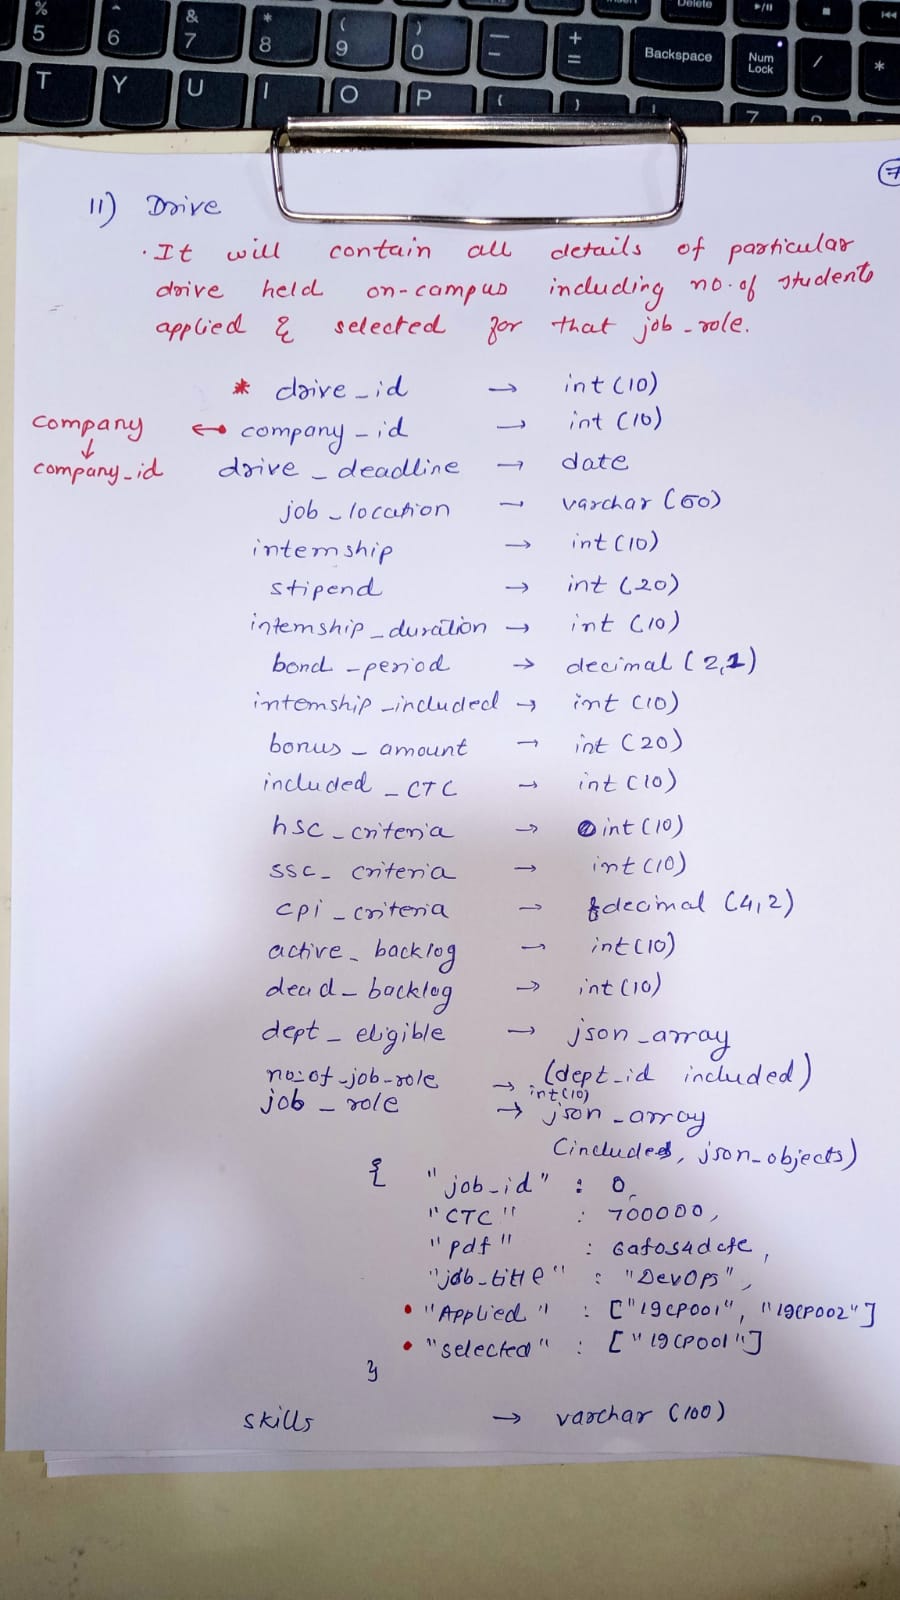 % 5
^ 6
& 7
* 8
( 9
) 0
— -
+ =
Backspace
Delete
Num Lock
/
*
T Y U I O P { }
7
11) Drive
. It will contain all details of particular
drive held on-campus including no. of students
applied & selected for that job-role.
* drive_id → int (10)
company ↔ company_id → int (10)
↓
company_id
drive_deadline → date
job_location → varchar (50)
internship → int (10)
stipend → int (20)
internship_duration → int (10)
bond_period → decimal (2,1)
internship_included → int (10)
bonus_amount → int (20)
included_CTC → int (10)
hsc_criteria → int (10)
ssc_criteria → int (10)
cpi_criteria → decimal (4,2)
active_backlog → int (10)
dead_backlog → int (10)
dept_eligible → json_array
(dept_id included)
no.of-job-role → int (10)
job_role → json_array
(included, json_objects)
{ "job_id" : 0,
"CTC" : 700000,
"pdf" : 6afos4dcfe,
"job_title" : "DevOps",
• "Applied" : ["19CP001", "19CP002"]
• "selected" : ["19CP001"]
}
skills → varchar (100)